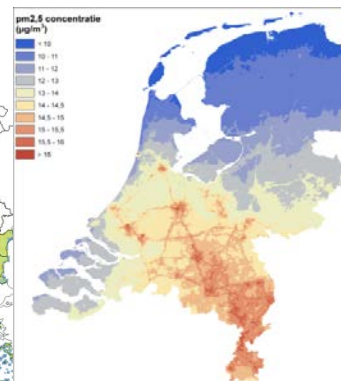 pm2,5 concentratie
(µg/m³)
< 10
10 - 11
11 - 12
12 - 13
13 - 14
14 - 14,5
14,5 - 15
15 - 15,5
15,5 - 16
> 16